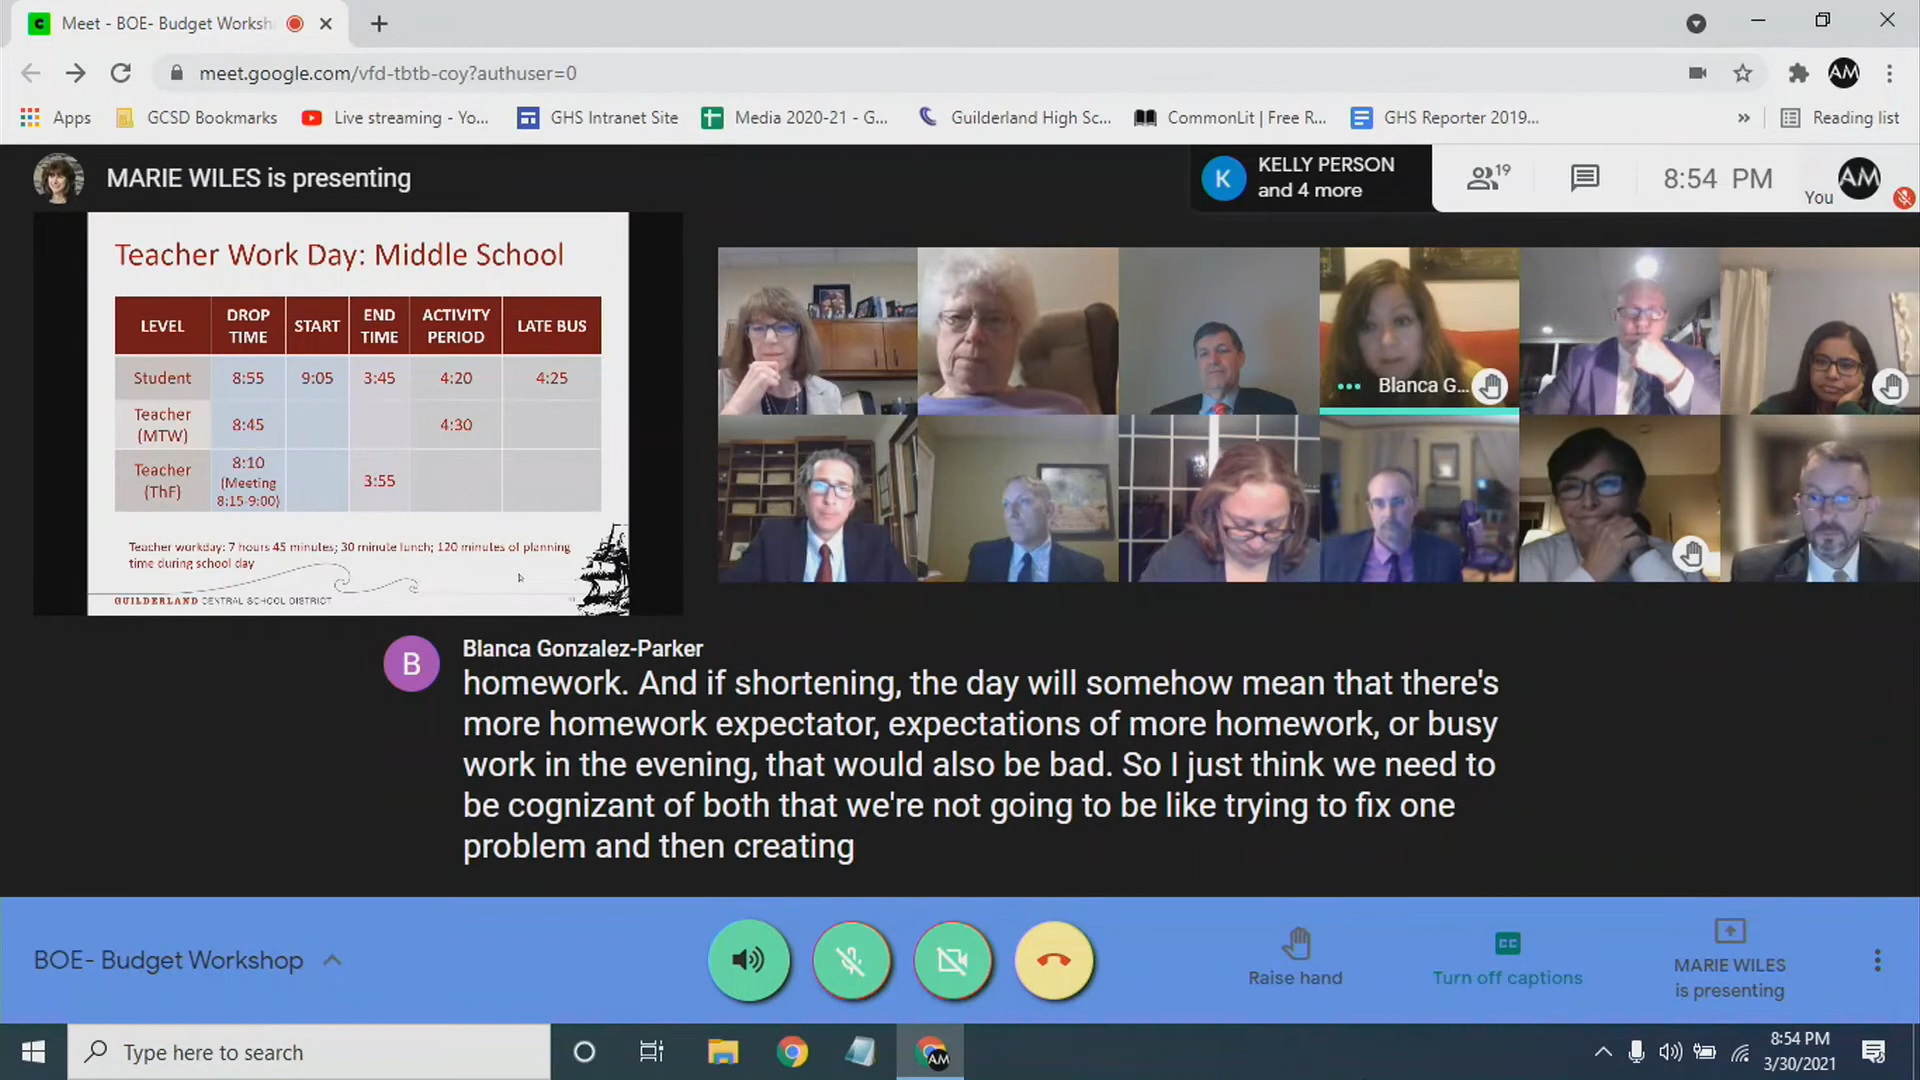 Meet - BOE- Budget Worksh
meet.google.com/vfd-tbtb-coy?authuser=0
AM
Apps
GCSD Bookmarks
Live streaming - Yo...
GHS Intranet Site
Media 2020-21 - G...
Guilderland High Sc...
CommonLit | Free R...
GHS Reporter 2019...
»
Reading list
MARIE WILES is presenting
K
KELLY PERSON
and 4 more
19
8:54 PM
You
AM
Teacher Work Day: Middle School
LEVEL
DROP TIME
START
END TIME
ACTIVITY PERIOD
LATE BUS
Student 8:55 9:05 3:45 4:20 4:25
Teacher (MTW) 8:45 4:30
Teacher (ThF) 8:10 (Meeting 8:15-9:00) 3:55
Teacher workday: 7 hours 45 minutes; 30 minute lunch; 120 minutes of planning
time during school day
GUILDERLAND CENTRAL SCHOOL DISTRICT
Blanca G...
B
Blanca Gonzalez-Parker
homework. And if shortening, the day will somehow mean that there's
more homework expectator, expectations of more homework, or busy
work in the evening, that would also be bad. So I just think we need to
be cognizant of both that we're not going to be like trying to fix one
problem and then creating
BOE- Budget Workshop
Raise hand
CC
Turn off captions
MARIE WILES
is presenting
Type here to search
AM
8:54 PM
3/30/2021